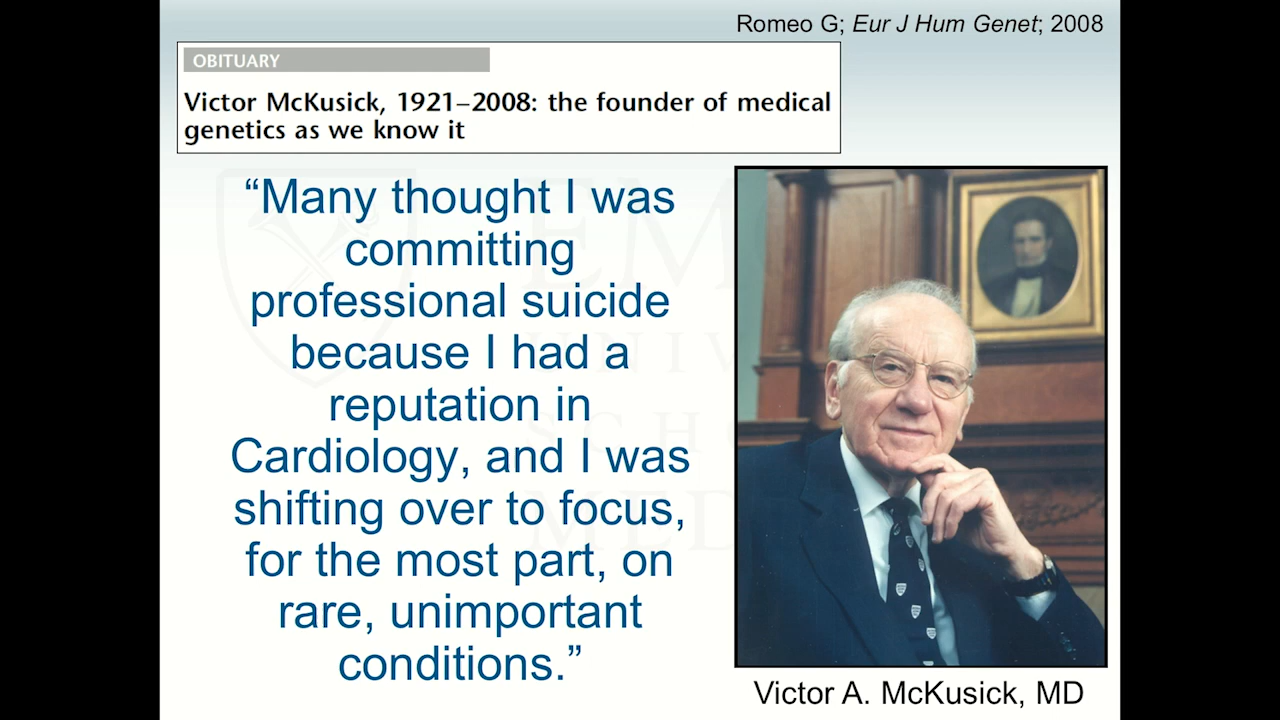 Romeo G; Eur J Hum Genet; 2008
OBITUARY
Victor McKusick, 1921–2008: the founder of medical
genetics as we know it
“Many thought I was
committing
professional suicide
because I had a
reputation in
Cardiology, and I was
shifting over to focus,
for the most part, on
rare, unimportant
conditions.”
Victor A. McKusick, MD